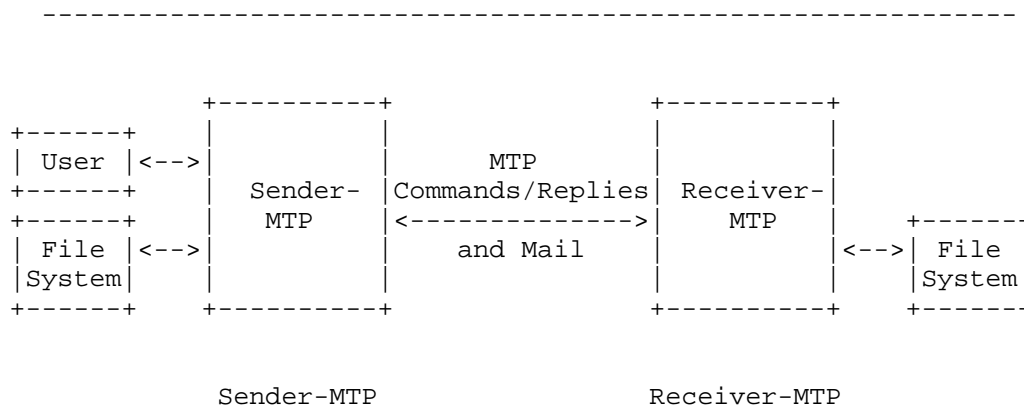 User
MTP
Sender-MTP
Commands/Replies
Receiver-MTP
File System
and Mail
File System
Sender-MTP
Receiver-MTP